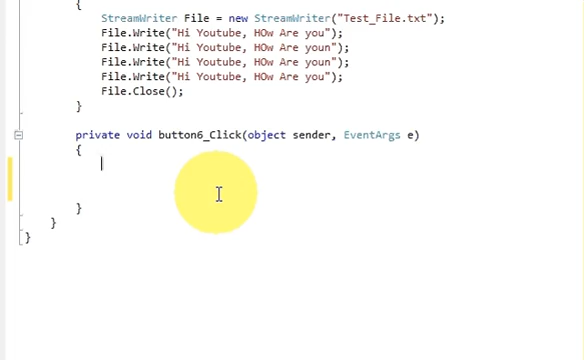 {
StreamWriter File = new StreamWriter("Test_File.txt");
File.Write("Hi Youtube, HOw Are you");
File.Write("Hi Youtube, HOw Are youn");
File.Write("Hi Youtube, HOw Are youn");
File.Write("Hi Youtube, HOw Are you");
File.Close();
}
private void button6_Click(object sender, EventArgs e)
{
}
}
}